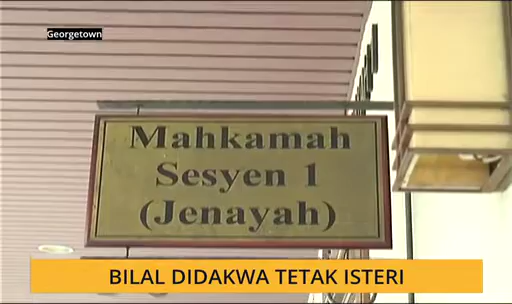 Georgetown
Mahkamah
Sesyen 1
(Jenayah)
BILAL DIDAKWA TETAK ISTERI